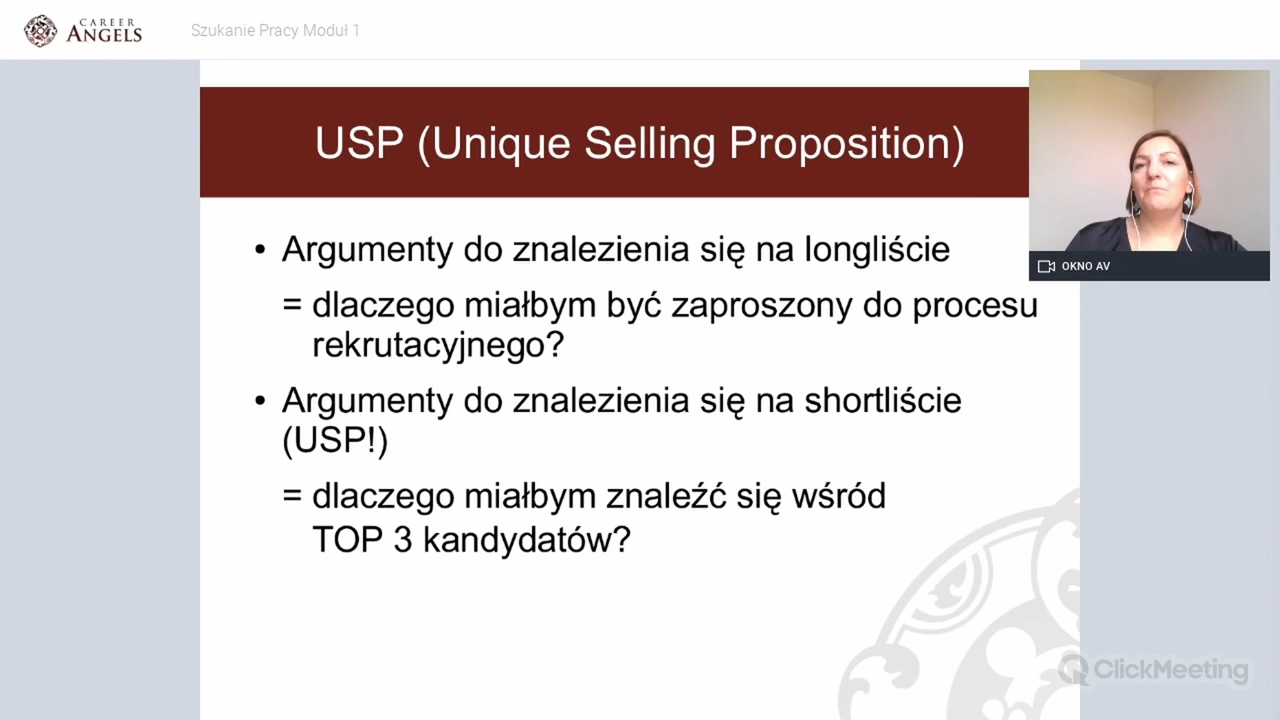 CAREER
ANGELS
Szukanie Pracy Moduł 1
USP (Unique Selling Proposition)
• Argumenty do znalezienia się na longliście
= dlaczego miałbym być zaproszony do procesu
rekrutacyjnego?
• Argumenty do znalezienia się na shortliście
(USP!)
= dlaczego miałbym znaleźć się wśród
TOP 3 kandydatów?
OKNO AV
ClickMeeting